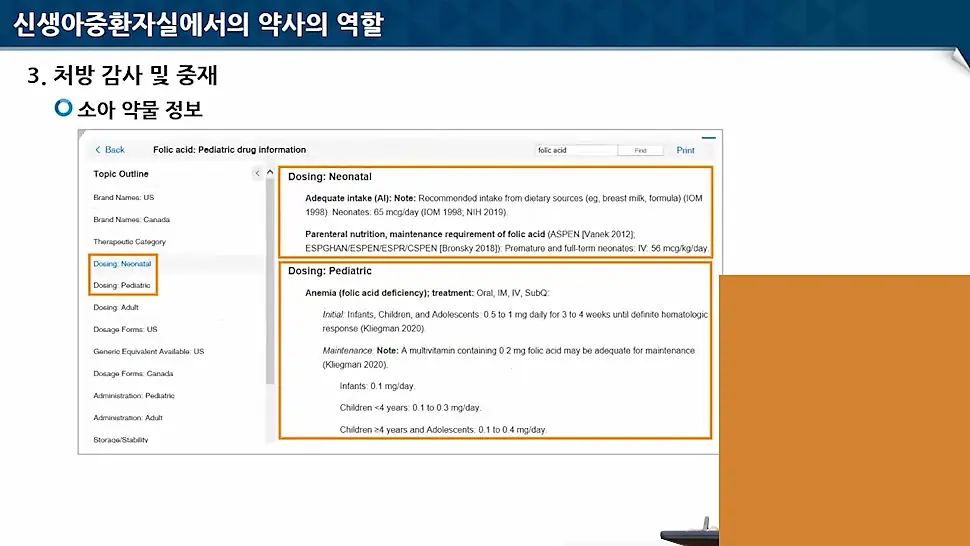 신생아중환자실에서의 약사의 역할
3. 처방 감사 및 중재
소아 약물 정보
Back
Folic acid: Pediatric drug information
folic acid
Find
Print
Topic Outline
Brand Names: US
Brand Names: Canada
Therapeutic Category
Dosing: Neonatal
Dosing: Pediatric
Dosing: Adult
Dosage Forms: US
Generic Equivalent Available: US
Dosage Forms: Canada
Administration: Pediatric
Administration: Adult
Storage/Stability
Dosing: Neonatal
Adequate intake (AI): Note: Recommended intake from dietary sources (eg, breast milk, formula) (IOM
1998). Neonates: 65 mcg/day (IOM 1998; NIH 2019).
Parenteral nutrition, maintenance requirement of folic acid (ASPEN [Vanek 2012];
ESPGHAN/ESPEN/ESPR/CSPEN [Bronsky 2018]): Premature and full-term neonates: IV: 56 mcg/kg/day.
Dosing: Pediatric
Anemia (folic acid deficiency); treatment: Oral, IM, IV, SubQ:
Initial: Infants, Children, and Adolescents: 0.5 to 1 mg daily for 3 to 4 weeks until definite hematologic
response (Kliegman 2020).
Maintenance: Note: A multivitamin containing 0.2 mg folic acid may be adequate for maintenance
(Kliegman 2020).
Infants: 0.1 mg/day.
Children <4 years: 0.1 to 0.3 mg/day.
Children ≥4 years and Adolescents: 0.1 to 0.4 mg/day.